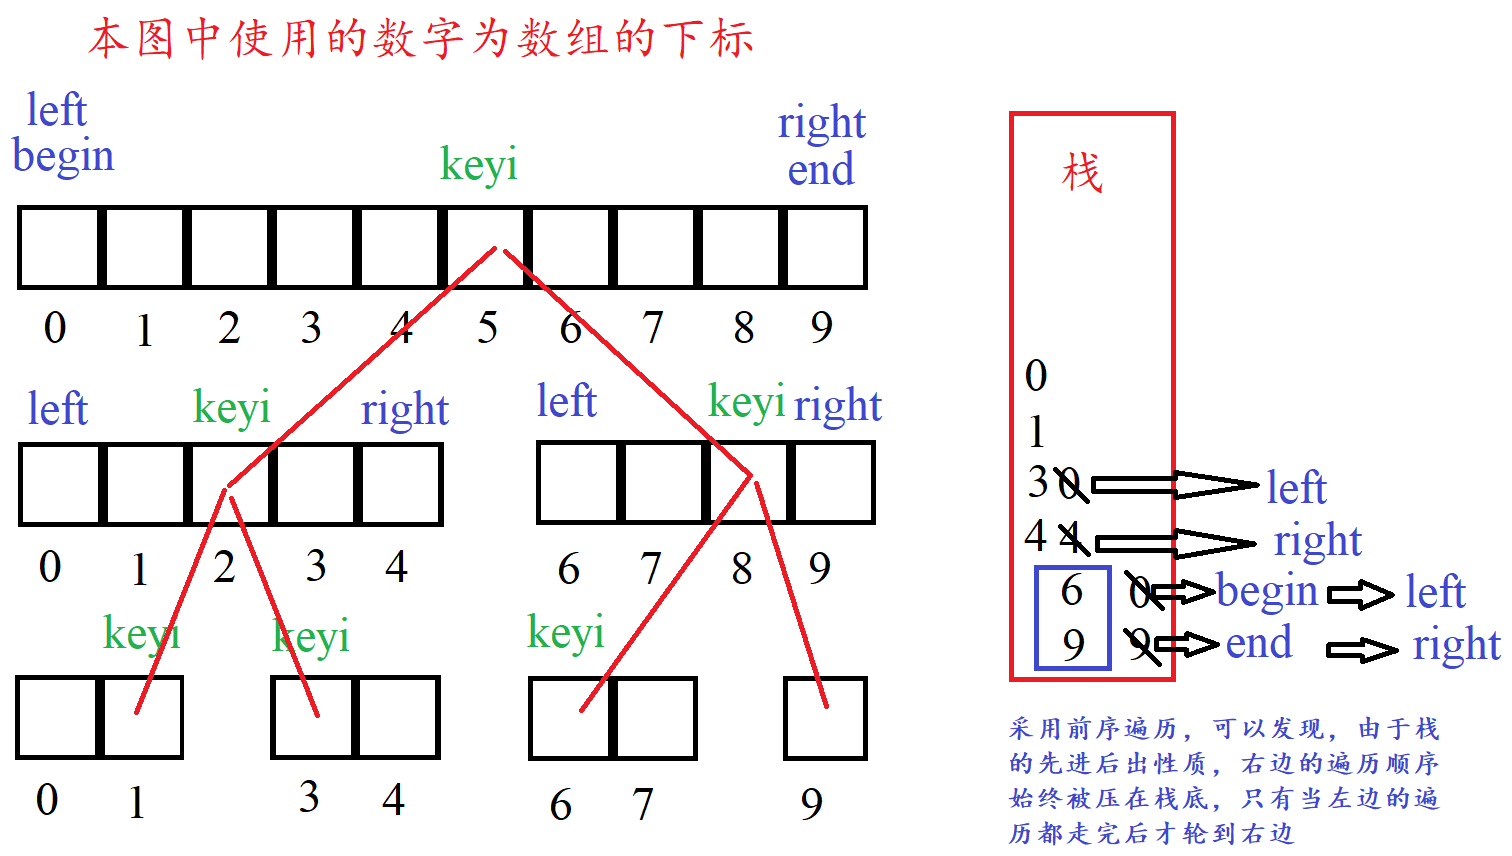 本图中使用的数字为数组的下标
left
begin
keyi
right
end
0 1 2 3 4 5 6 7 8 9
left keyi right
left keyi right
0 1 2 3 4
6 7 8 9
keyi keyi keyi
0 1
3 4
6 7
9
栈
0
1
3 0 left
4 4 right
6 0 begin left
9 9 end right
采用前序遍历，可以发现，由于栈
的先进后出性质，右边的遍历顺序
始终被压在栈底，只有当左边的遍
历都走完后才轮到右边